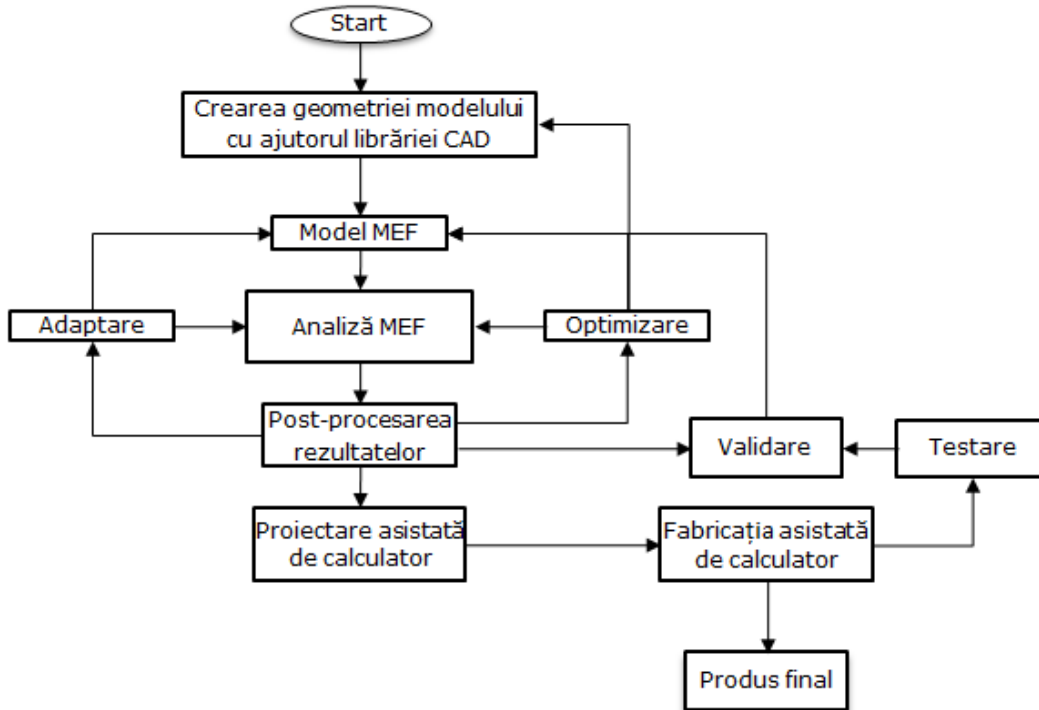 Start
Crearea geometriei modelului
cu ajutorul librăriei CAD
Model MEF
Adaptare
Analiză MEF
Optimizare
Post-procesarea
rezultatelor
Validare
Testare
Proiectare asistată
de calculator
Fabricația asistată
de calculator
Produs final